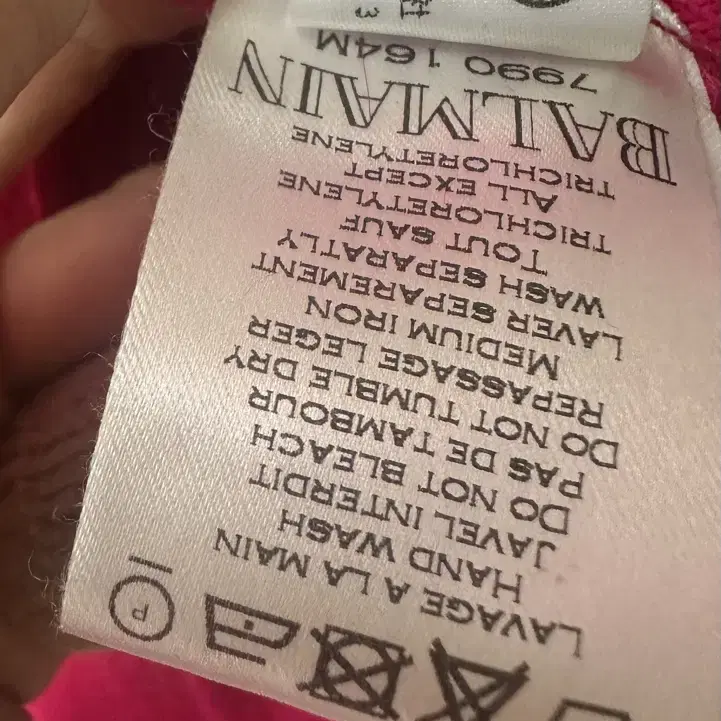 P
LAVAGE A LA MAIN
HAND WASH
JAVEL INTERDIT
DO NOT BLEACH
PAS DE TAMBOUR
DO NOT TUMBLE DRY
REPASSAGE LEGER
MEDIUM IRON
LAVER SEPAREMENT
WASH SEPARATLY
TOUT SAUF
TRICHLORETYLENE
ALL EXCEPT
TRICHLORETYLENE
BALMAIN
7990 164M
3